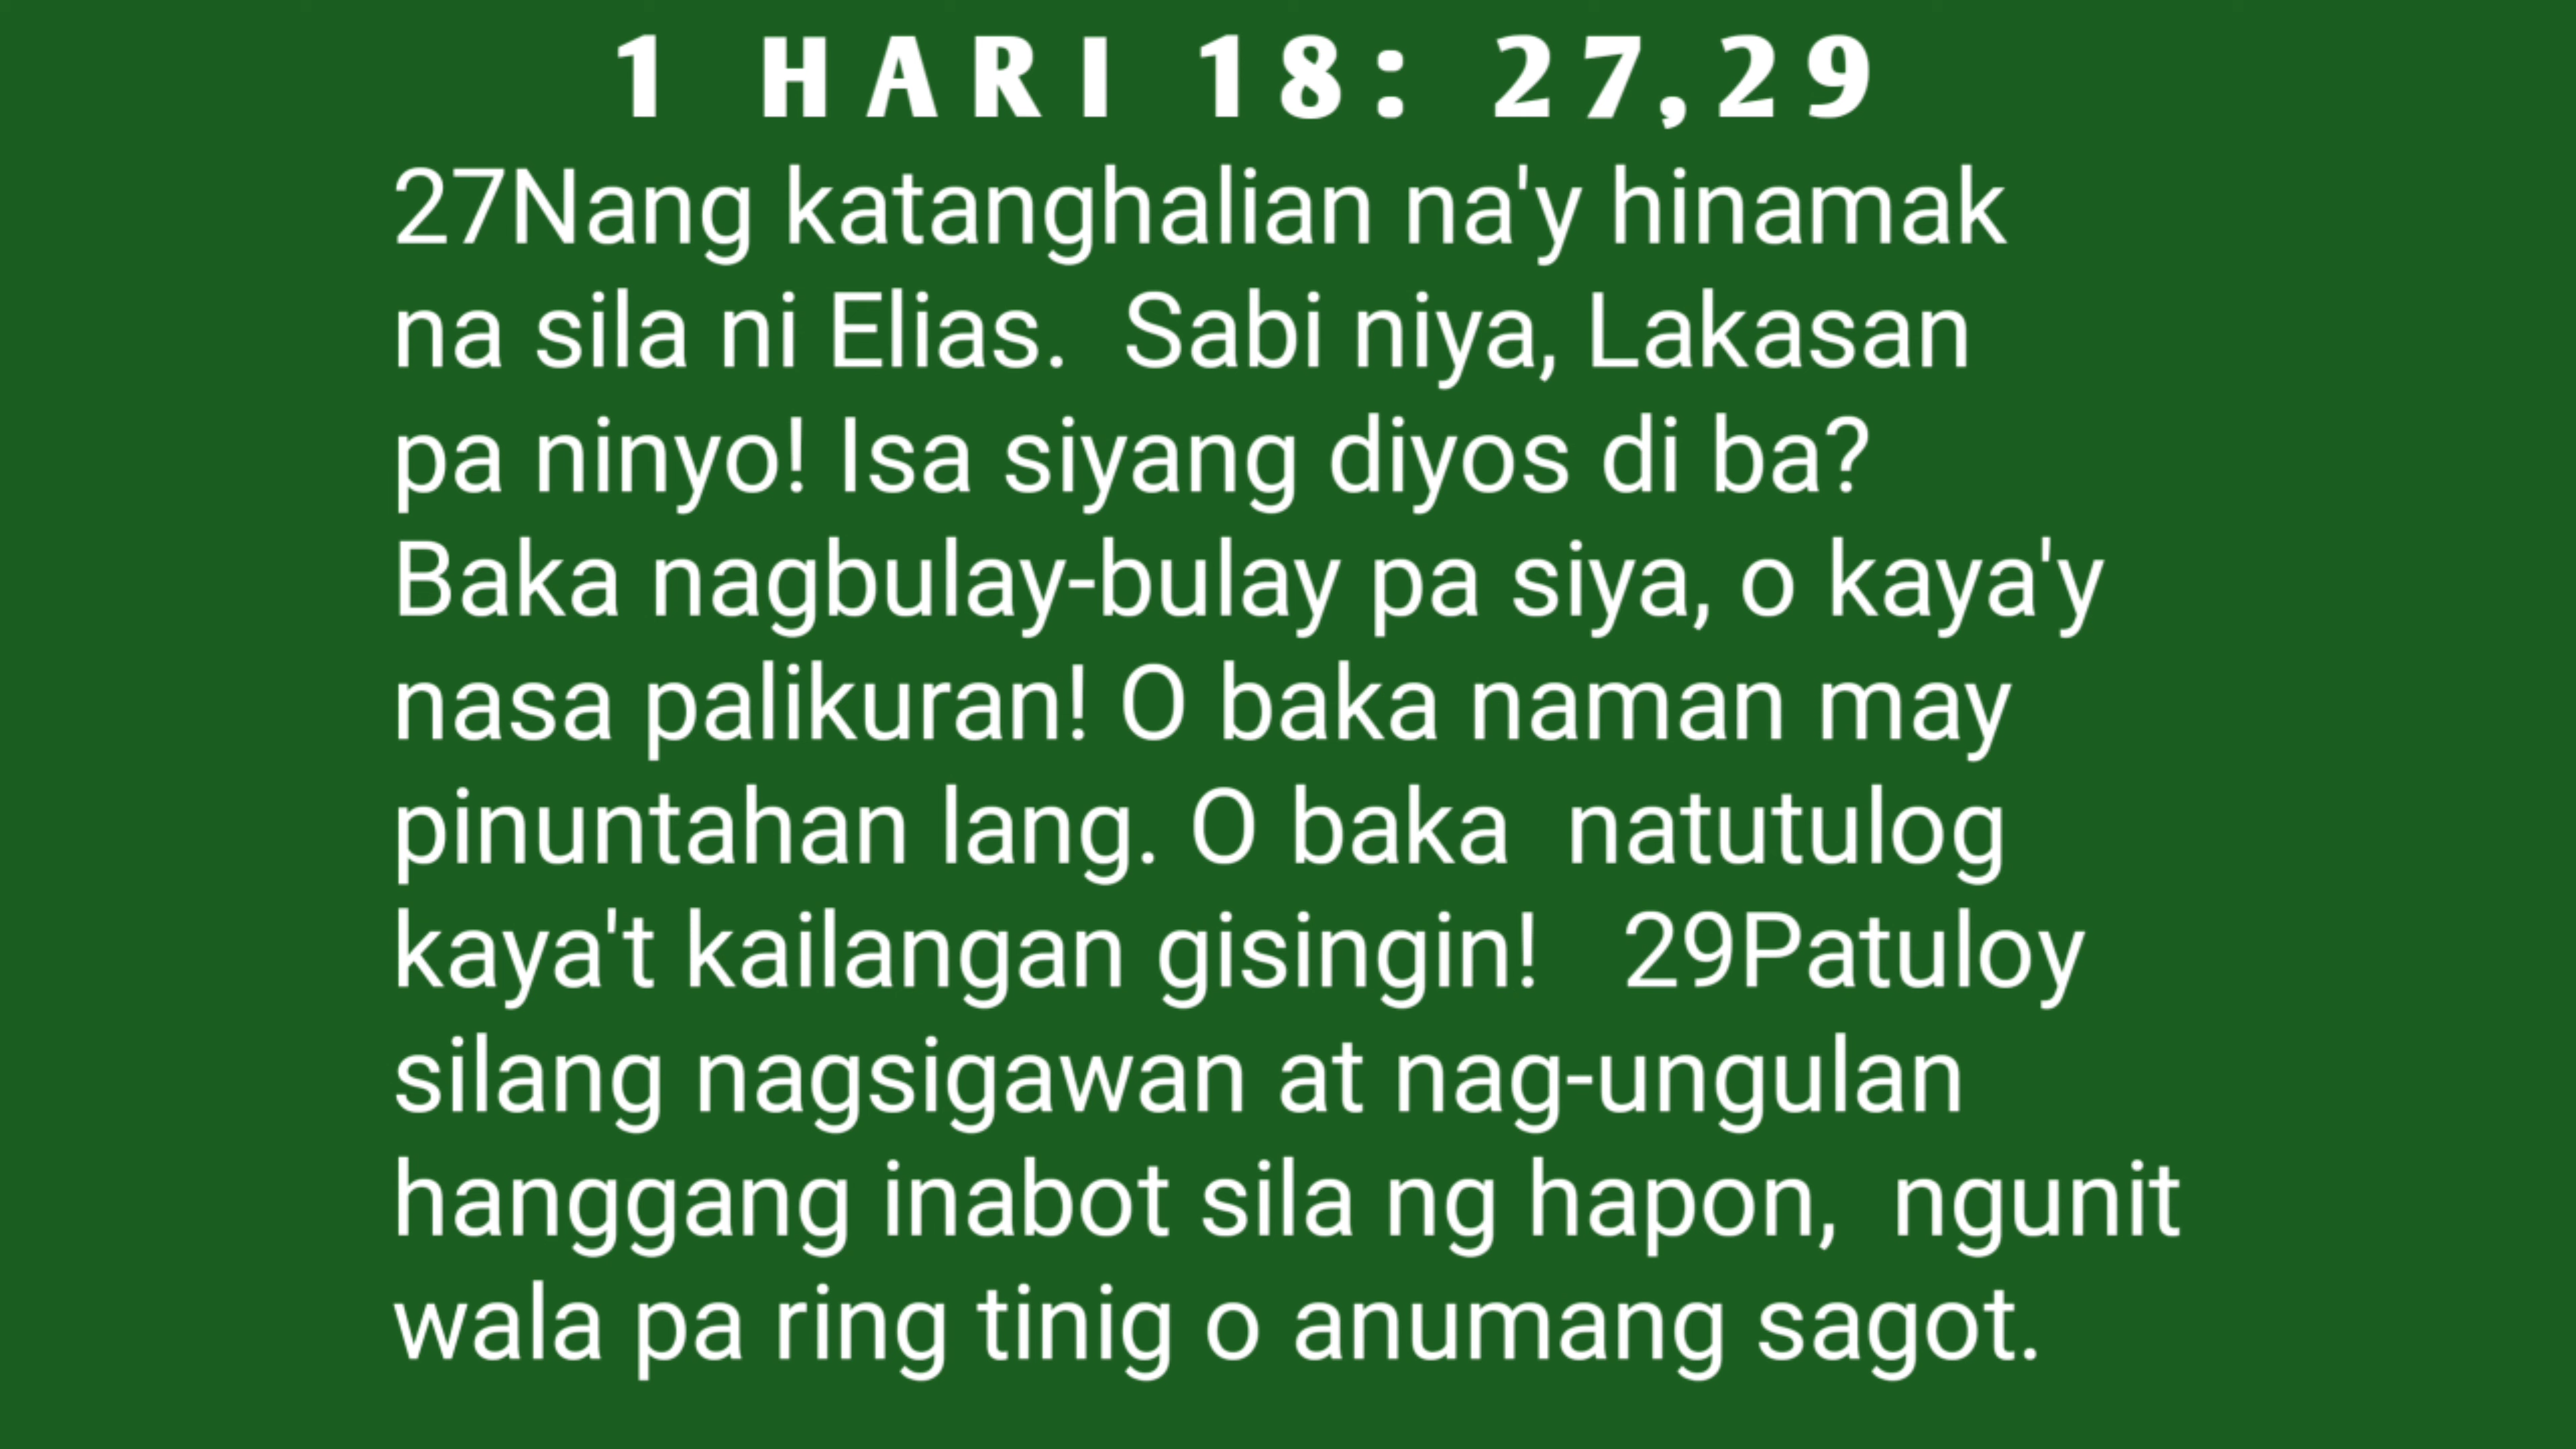 1 HARI 18: 27,29
27Nang katanghalian na'y hinamak
na sila ni Elias.  Sabi niya, Lakasan
pa ninyo! Isa siyang diyos di ba?
Baka nagbulay-bulay pa siya, o kaya'y
nasa palikuran! O baka naman may
pinuntahan lang. O baka  natutulog
kaya't kailangan gisingin!   29Patuloy
silang nagsigawan at nag-ungulan
hanggang inabot sila ng hapon,  ngunit
wala pa ring tinig o anumang sagot.